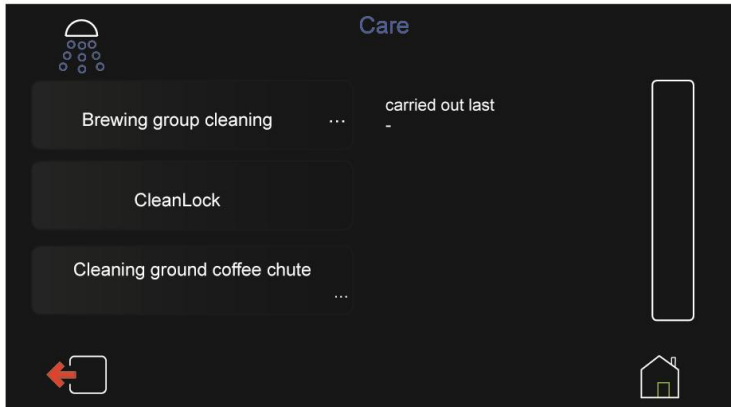 Care
Brewing group cleaning ...
carried out last
-
CleanLock
Cleaning ground coffee chute
...